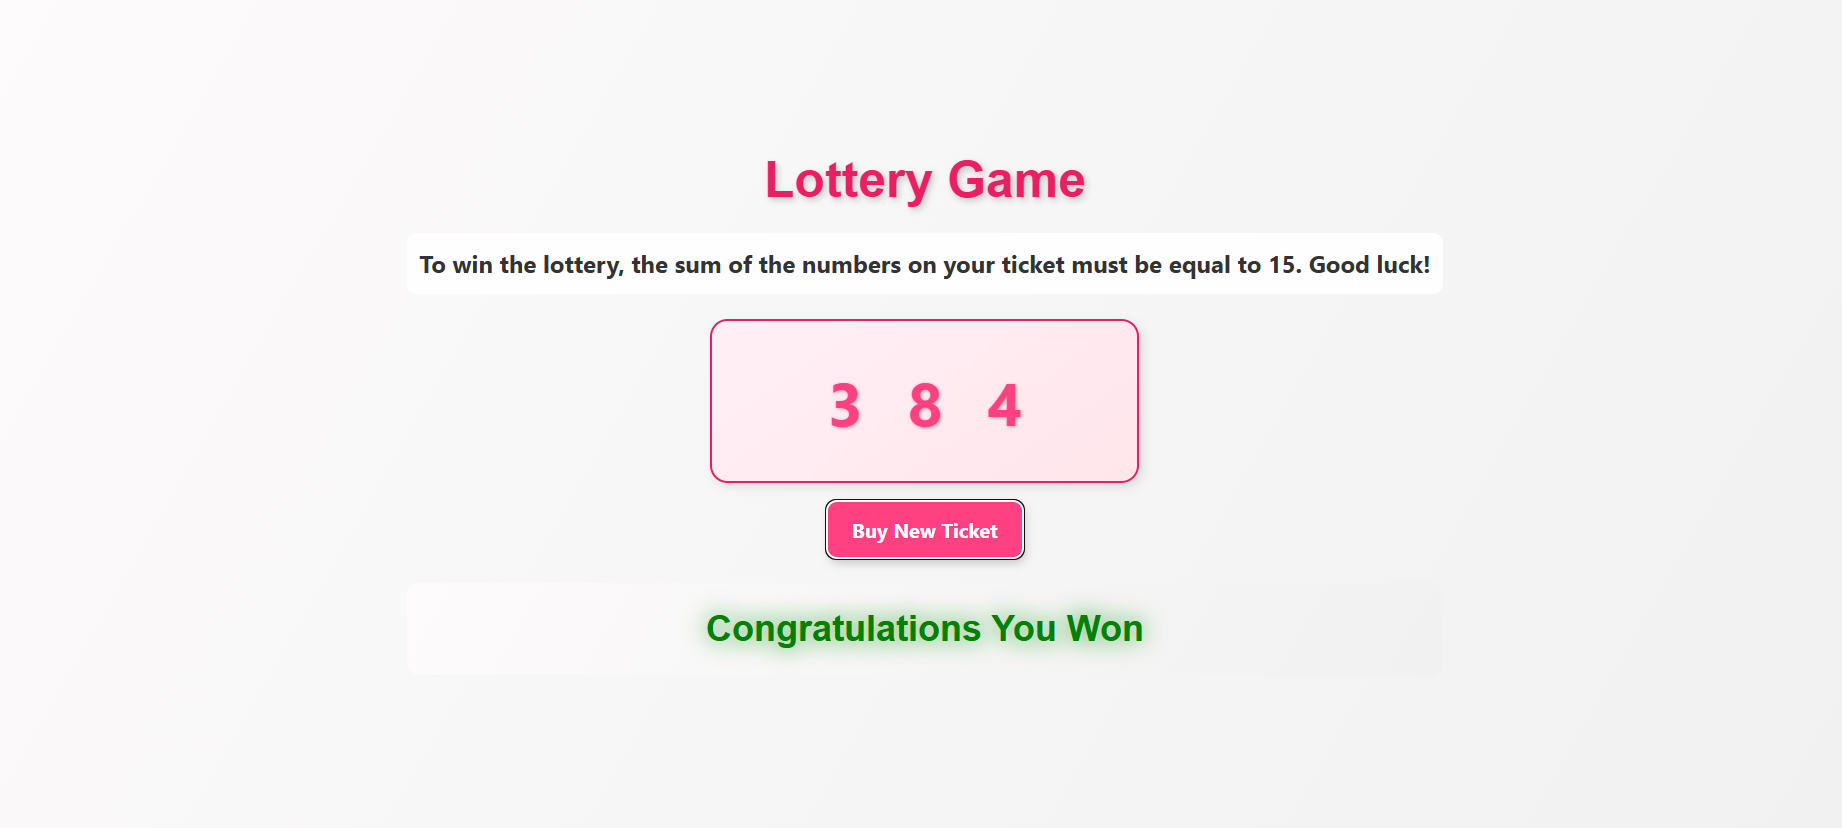 Lottery Game
To win the lottery, the sum of the numbers on your ticket must be equal to 15. Good luck!
3 8 4
Buy New Ticket
Congratulations You Won